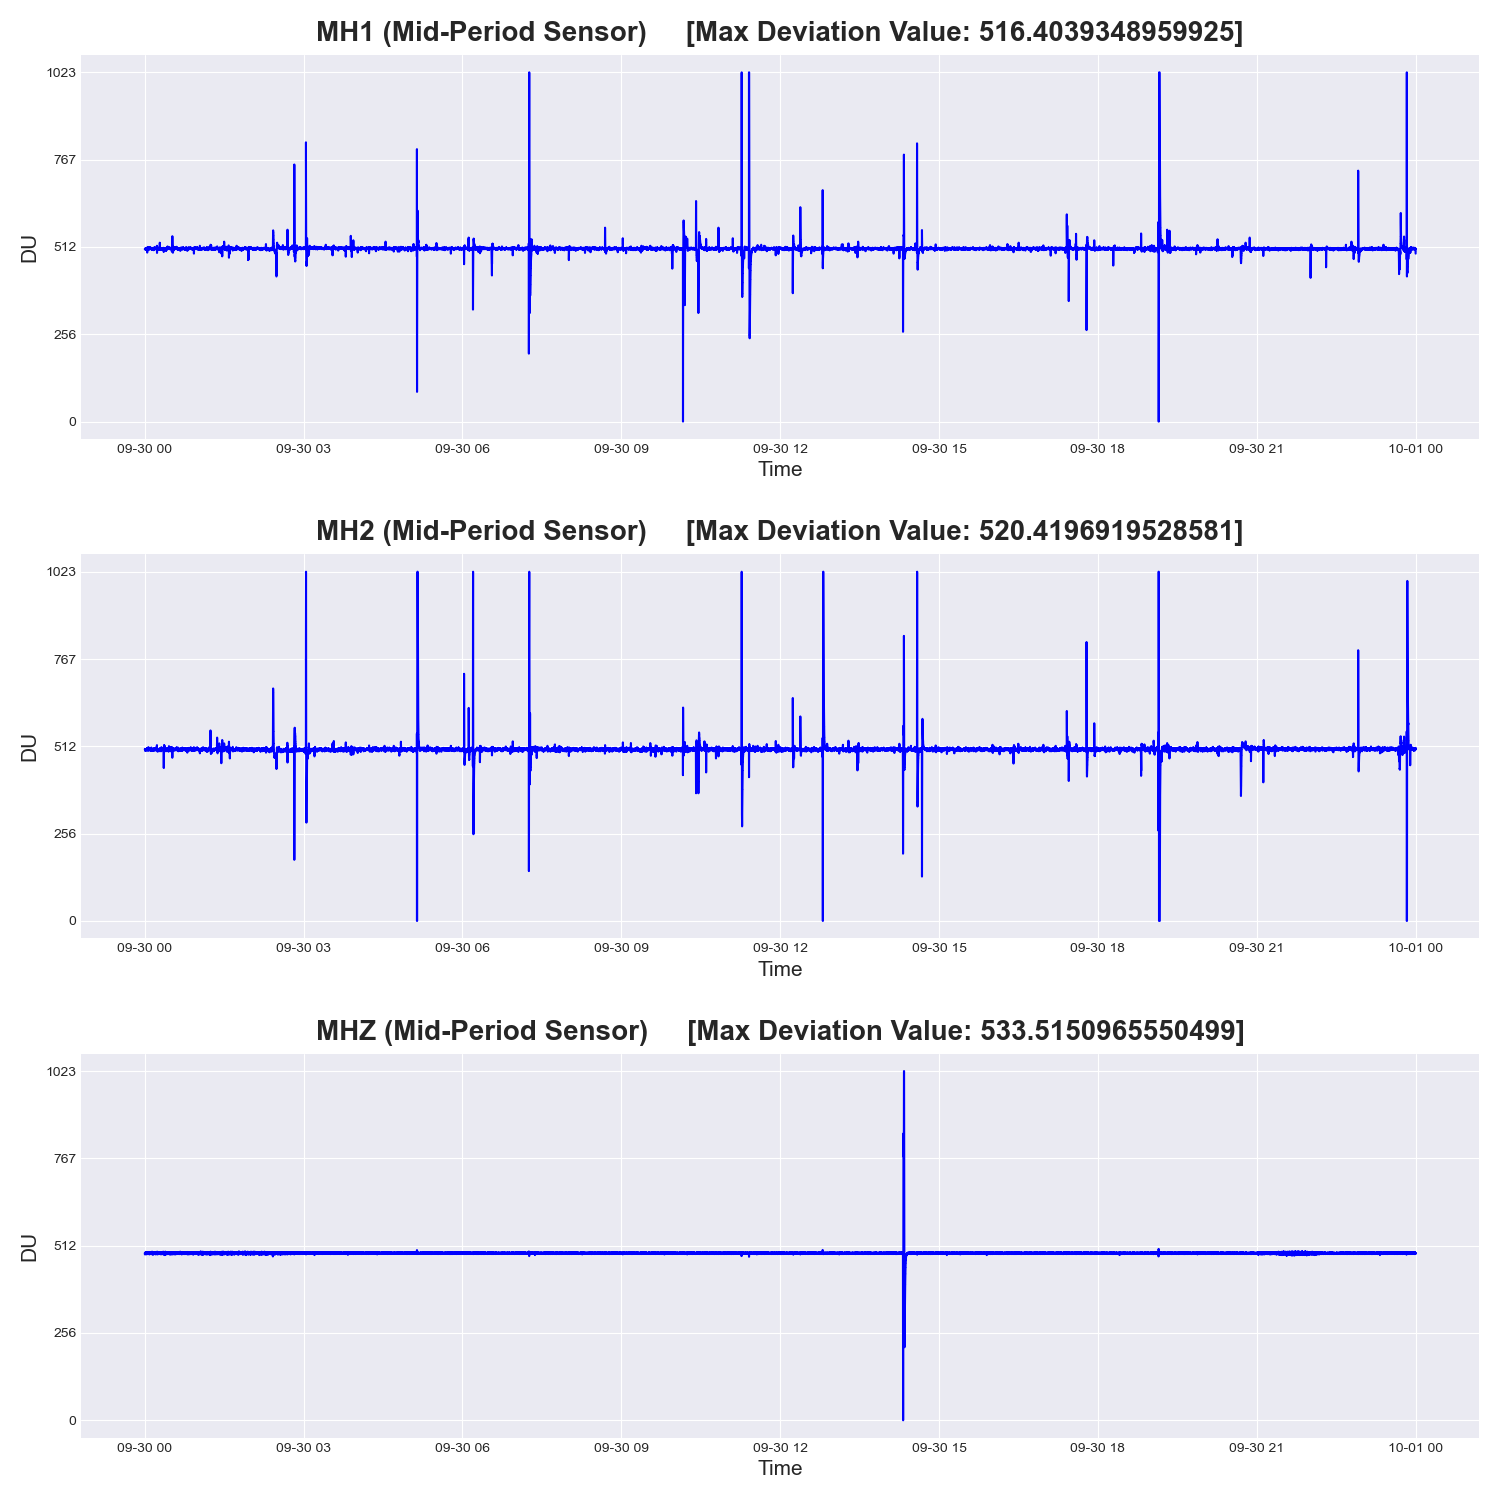 MH1 (Mid-Period Sensor) [Max Deviation Value: 516.4039348959925]
1023
767
512
256
0
DU
09-30 00 09-30 03 09-30 06 09-30 09 09-30 12 09-30 15 09-30 18 09-30 21 10-01 00
Time
MH2 (Mid-Period Sensor) [Max Deviation Value: 520.4196919528581]
1023
767
512
256
0
DU
09-30 00 09-30 03 09-30 06 09-30 09 09-30 12 09-30 15 09-30 18 09-30 21 10-01 00
Time
MHZ (Mid-Period Sensor) [Max Deviation Value: 533.5150965550499]
1023
767
512
256
0
DU
09-30 00 09-30 03 09-30 06 09-30 09 09-30 12 09-30 15 09-30 18 09-30 21 10-01 00
Time